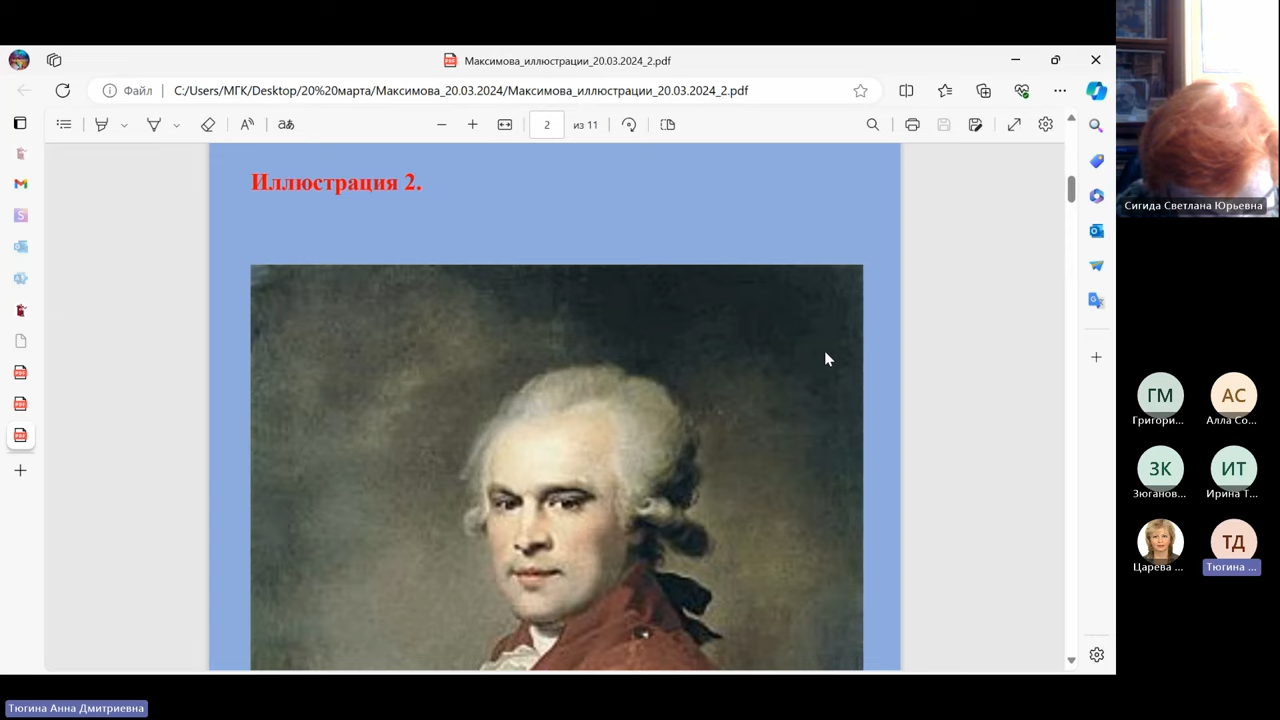 Максимова_иллюстрации_20.03.2024_2.pdf
Файл
C:/Users/МГК/Desktop/20%20марта/Максимова_20.03.2024/Максимова_иллюстрации_20.03.2024_2.pdf
2
из 11
аあ
Иллюстрация 2.
Сигида Светлана Юрьевна
ГМ
АС
Григори...
Алла Со...
ЗК
ИТ
Зюганов...
Ирина Т...
ТД
Царева ...
Тюгина ...
Тюгина Анна Дмитриевна